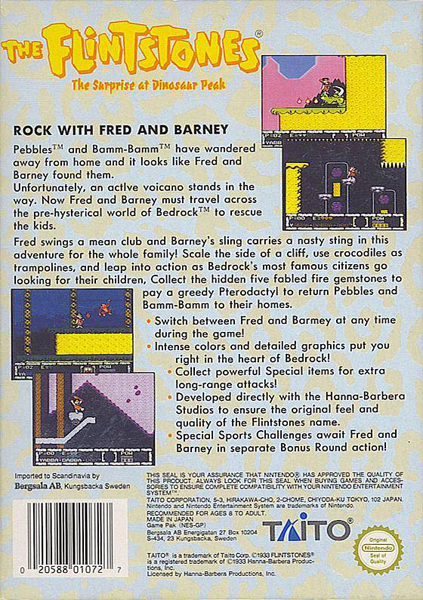 THE FLINTSTONES®
The Surprise at Dinosaur Peak
ROCK WITH FRED AND BARNEY
Pebbles™ and Bamm-Bamm™ have wandered
away from home and it looks like Fred and
Barney found them.
Unfortunately, an active volcano stands in the
way. Now Fred and Barney must travel across
the pre-hysterical world of Bedrock™ to rescue
the kids.
Fred swings a mean club and Barney's sling carries a nasty sting in this
adventure for the whole family! Scale the side of a cliff, use crocodiles as
trampolines, and leap into action as Bedrock's most famous citizens go
looking for their children, Collect the hidden five fabled fire gemstones to
pay a greedy Pterodactyl to return Pebbles and
Bamm-Bamm to their homes.
• Switch between Fred and Barney at any time
during the game!
• Intense colors and detailed graphics put you
right in the heart of Bedrock!
• Collect powerful Special items for extra
long-range attacks!
• Developed directly with the Hanna-Barbera
Studios to ensure the original feel and
quality of the Flintstones name.
• Special Sports Challenges await Fred and
Barney in separate Bonus Round action!
Imported to Scandinavia by
Bergsala AB, Kungsbacka Sweden
THIS SEAL IS YOUR ASSURANCE THAT NINTENDO® HAS APPROVED THE QUALITY OF
THIS PRODUCT. ALWAYS LOOK FOR THIS SEAL WHEN BUYING GAMES AND ACCES-
SORIES TO ENSURE COMPLETE COMPATIBILITY WITH YOUR NINTENDO ENTERTAINMENT
SYSTEM™.
TAITO CORPORATION, 5-3, HIRAKAWA-CHO, 2-CHOME, CHIYODA-KU TOKYO, 102 JAPAN.
Nintendo and Nintendo Entertainment System are trademarks of Nintendo.
RECOMMENDED FOR AGES 8 TO ADULT.
MADE IN JAPAN
Game Pak (NES-GP)
Bergsala AB Energigatan 27 Box 10204
S-434, 23 Kungsbacka, Sweden
TAITO
Original
Nintendo
Seal of
Quality
TAITO® is a trademark of Taito Corp. ©1993 FLINTSTONES®
is a registered trademark of ©1993 Hanna-Barbera Produc-
tions, Inc.
Licensed by Hanna-Barbera Productions, Inc.
0 20588 01072 7